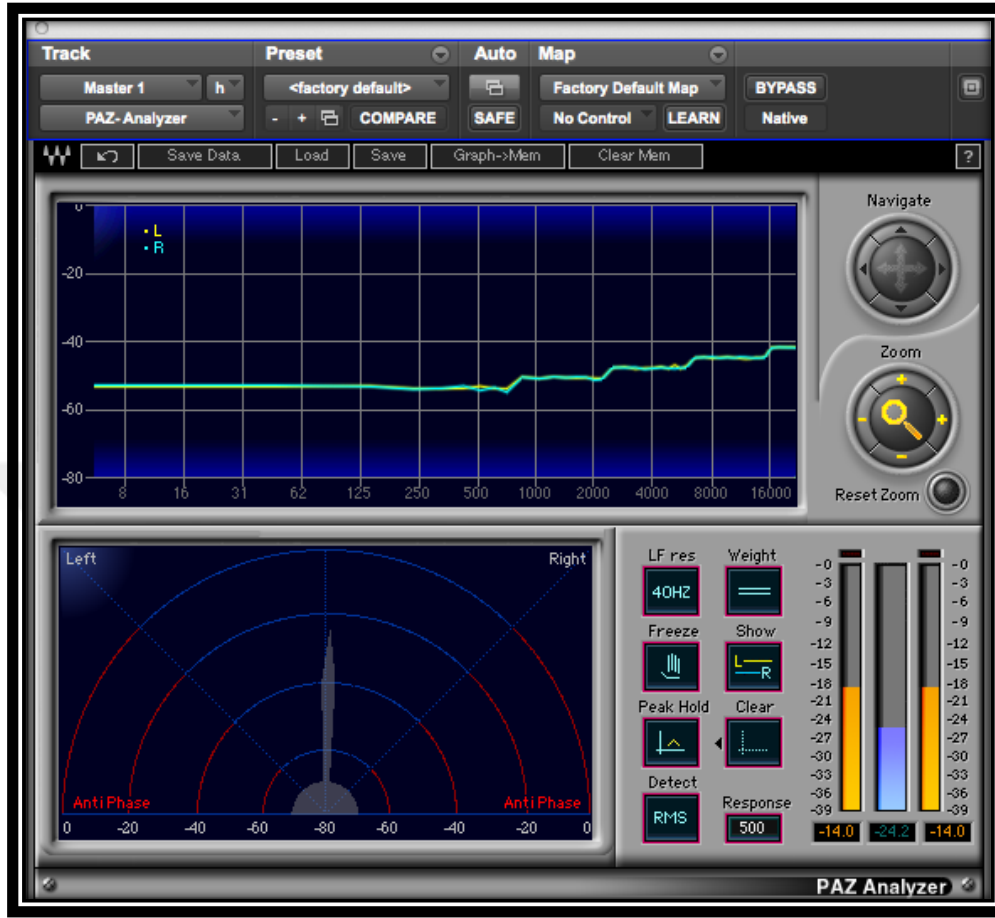 Track Preset Auto Map
Master 1 h <factory default> Factory Default Map BYPASS
PAZ- Analyzer - + COMPARE SAFE No Control LEARN Native
Save Data Load Save Graph->Mem Clear Mem ?
0
L
R
-20
-40
-60
-80
8 16 31 62 125 250 500 1000 2000 4000 8000 16000
Navigate
Zoom
+
- +
-
Reset Zoom
Left Right
Anti Phase Anti Phase
0 -20 -40 -60 -80 -60 -40 -20 0
LF res Weight
40HZ
Freeze Show
L
R
Peak Hold Clear
Detect
RMS
Response
500
-0 -0
-3 -3
-6 -6
-9 -9
-12 -12
-15 -15
-18 -18
-21 -21
-24 -24
-27 -27
-30 -30
-33 -33
-36 -36
-39 -39
-14.0 -24.2 -14.0
PAZ Analyzer